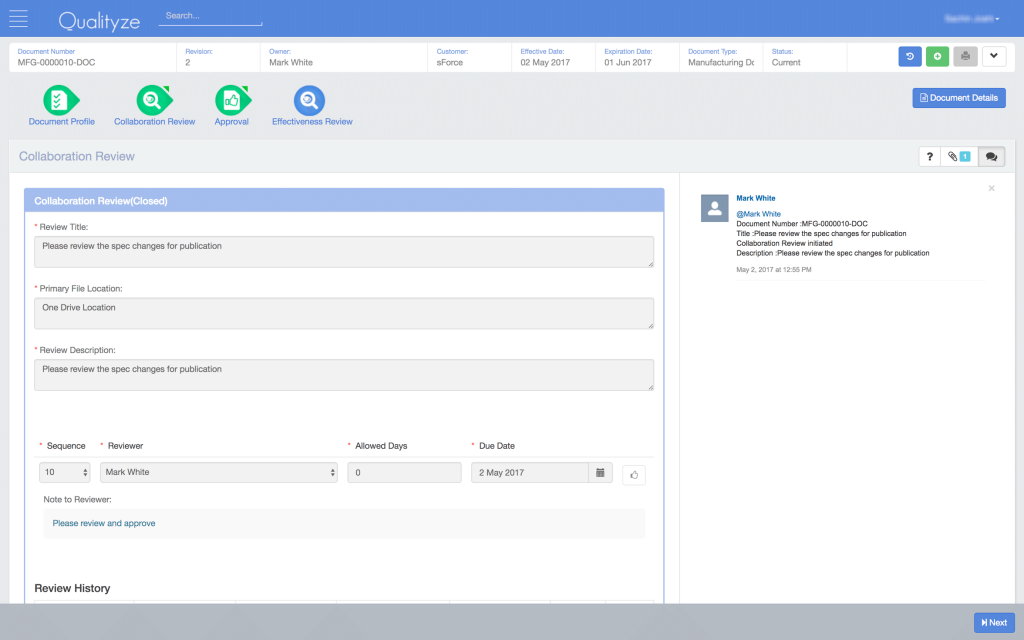 Qualityze
Search...
Document Number
MFG-0000010-DOC
Revision:
2
Owner:
Mark White
Customer:
sForce
Effective Date:
02 May 2017
Expiration Date:
01 Jun 2017
Document Type:
Manufacturing Dc
Status:
Current
Document Profile
Collaboration Review
Approval
Effectiveness Review
Document Details
Collaboration Review
?
1
Collaboration Review(Closed)
* Review Title:
Please review the spec changes for publication
* Primary File Location:
One Drive Location
* Review Description:
Please review the spec changes for publication
* Sequence * Reviewer * Allowed Days * Due Date
10 Mark White 0 2 May 2017
Note to Reviewer:
Please review and approve
Review History
×
Mark White
@Mark White
Document Number :MFG-0000010-DOC
Title :Please review the spec changes for publication
Collaboration Review initiated
Description :Please review the spec changes for publication
May 2, 2017 at 12:55 PM
Next